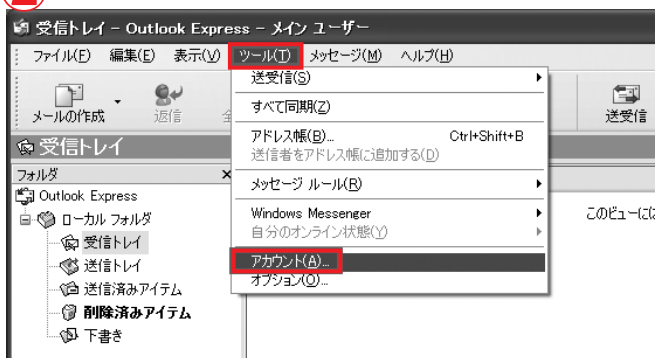 受信トレイ - Outlook Express - メイン ユーザー
ファイル(F) 編集(E) 表示(V) ツール(T) メッセージ(M) ヘルプ(H)
メールの作成 返信 全 送受信
受信トレイ
フォルダ ×
Outlook Express
ローカル フォルダ
受信トレイ
送信トレイ
送信済みアイテム
削除済みアイテム
下書き
送受信(S)
すべて同期(Z)
アドレス帳(B)... Ctrl+Shift+B
送信者をアドレス帳に追加する(D)
メッセージ ルール(R)
Windows Messenger
自分のオンライン状態(Y)
アカウント(A)...
オプション(O)...
このビューには